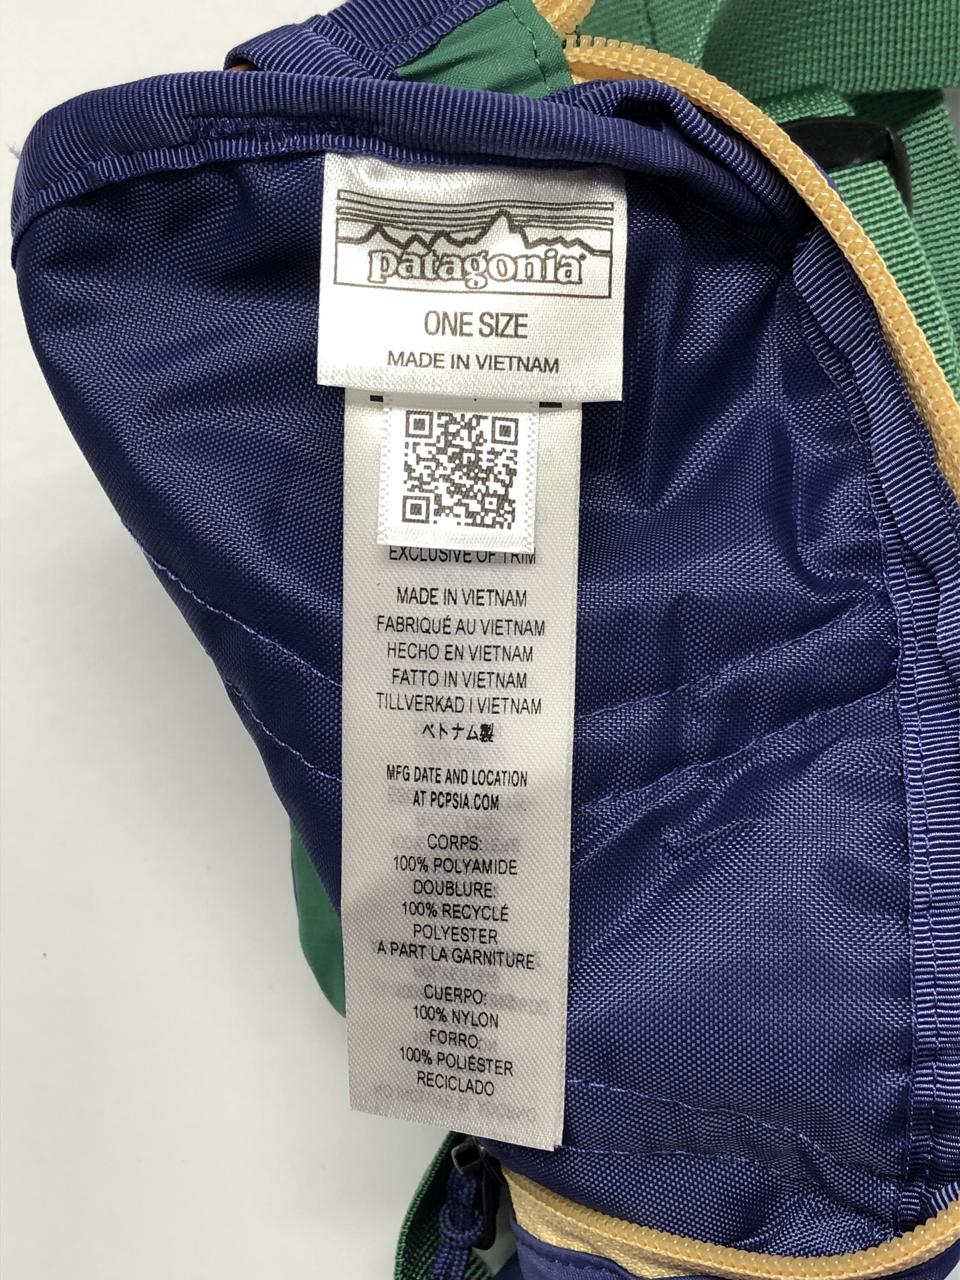 patagonia
ONE SIZE
MADE IN VIETNAM
EXCLUSIVE OF TRIM
MADE IN VIETNAM
FABRIQUÉ AU VIETNAM
HECHO EN VIETNAM
FATTO IN VIETNAM
TILLVERKAD I VIETNAM
ベトナム製
MFG DATE AND LOCATION
AT PCPSIA.COM
CORPS:
100% POLYAMIDE
DOUBLURE:
100% RECYCLÉ
POLYESTER
A PART LA GARNITURE
CUERPO:
100% NYLON
FORRO:
100% POLIÉSTER
RECICLADO